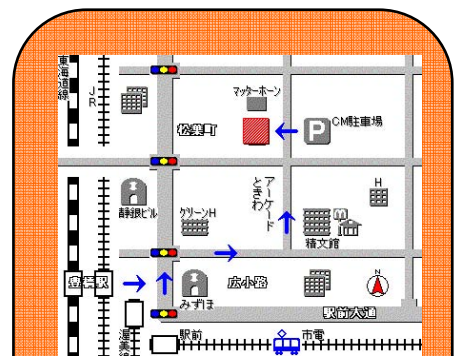 東海道線
JR
マッターホーン
松葉町
P
CM駐車場
静銀ビル
グリーンH
ときわ
アーケード
H
M
精文館
豊橋駅
みずほ
広小路
N
駅前大通
渥美線
駅前
市電